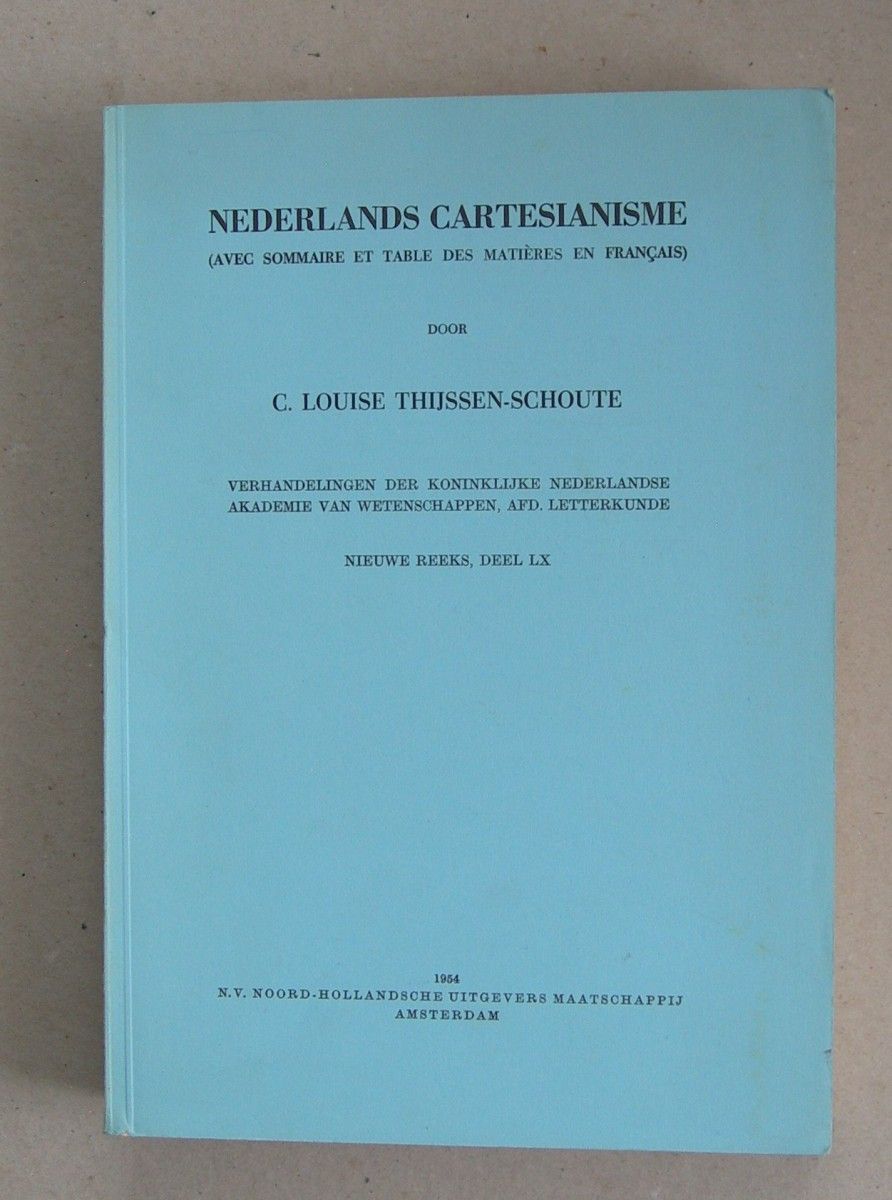 NEDERLANDS CARTESIANISME
(AVEC SOMMAIRE ET TABLE DES MATIÈRES EN FRANÇAIS)
DOOR
C. LOUISE THIJSSEN-SCHOUTE
VERHANDELINGEN DER KONINKLIJKE NEDERLANDSE
AKADEMIE VAN WETENSCHAPPEN, AFD. LETTERKUNDE
NIEUWE REEKS, DEEL LX
1954
N.V. NOORD-HOLLANDSCHE UITGEVERS MAATSCHAPPIJ
AMSTERDAM